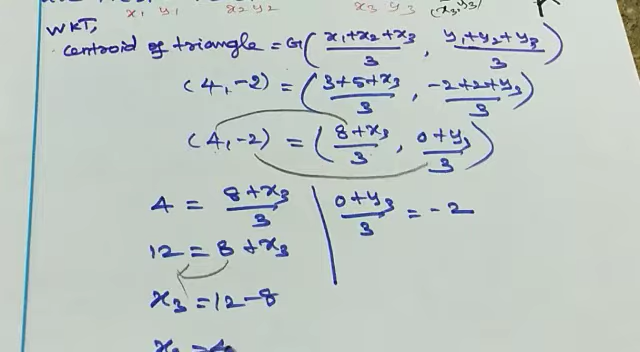 x₁ y₁ x₂ y₂ x₃ y₃ (x₃,y₃)
WKT,
Centroid of triangle = G((x₁+x₂+x₃)/3, (y₁+y₂+y₃)/3)
(4,-2) = ((3+5+x₃)/3, (-2+2+y₃)/3)
(4,-2) = ((8+x₃)/3, (0+y₃)/3)
4 = (8+x₃)/3
12 = 8+x₃
x₃ = 12-8
(0+y₃)/3 = -2